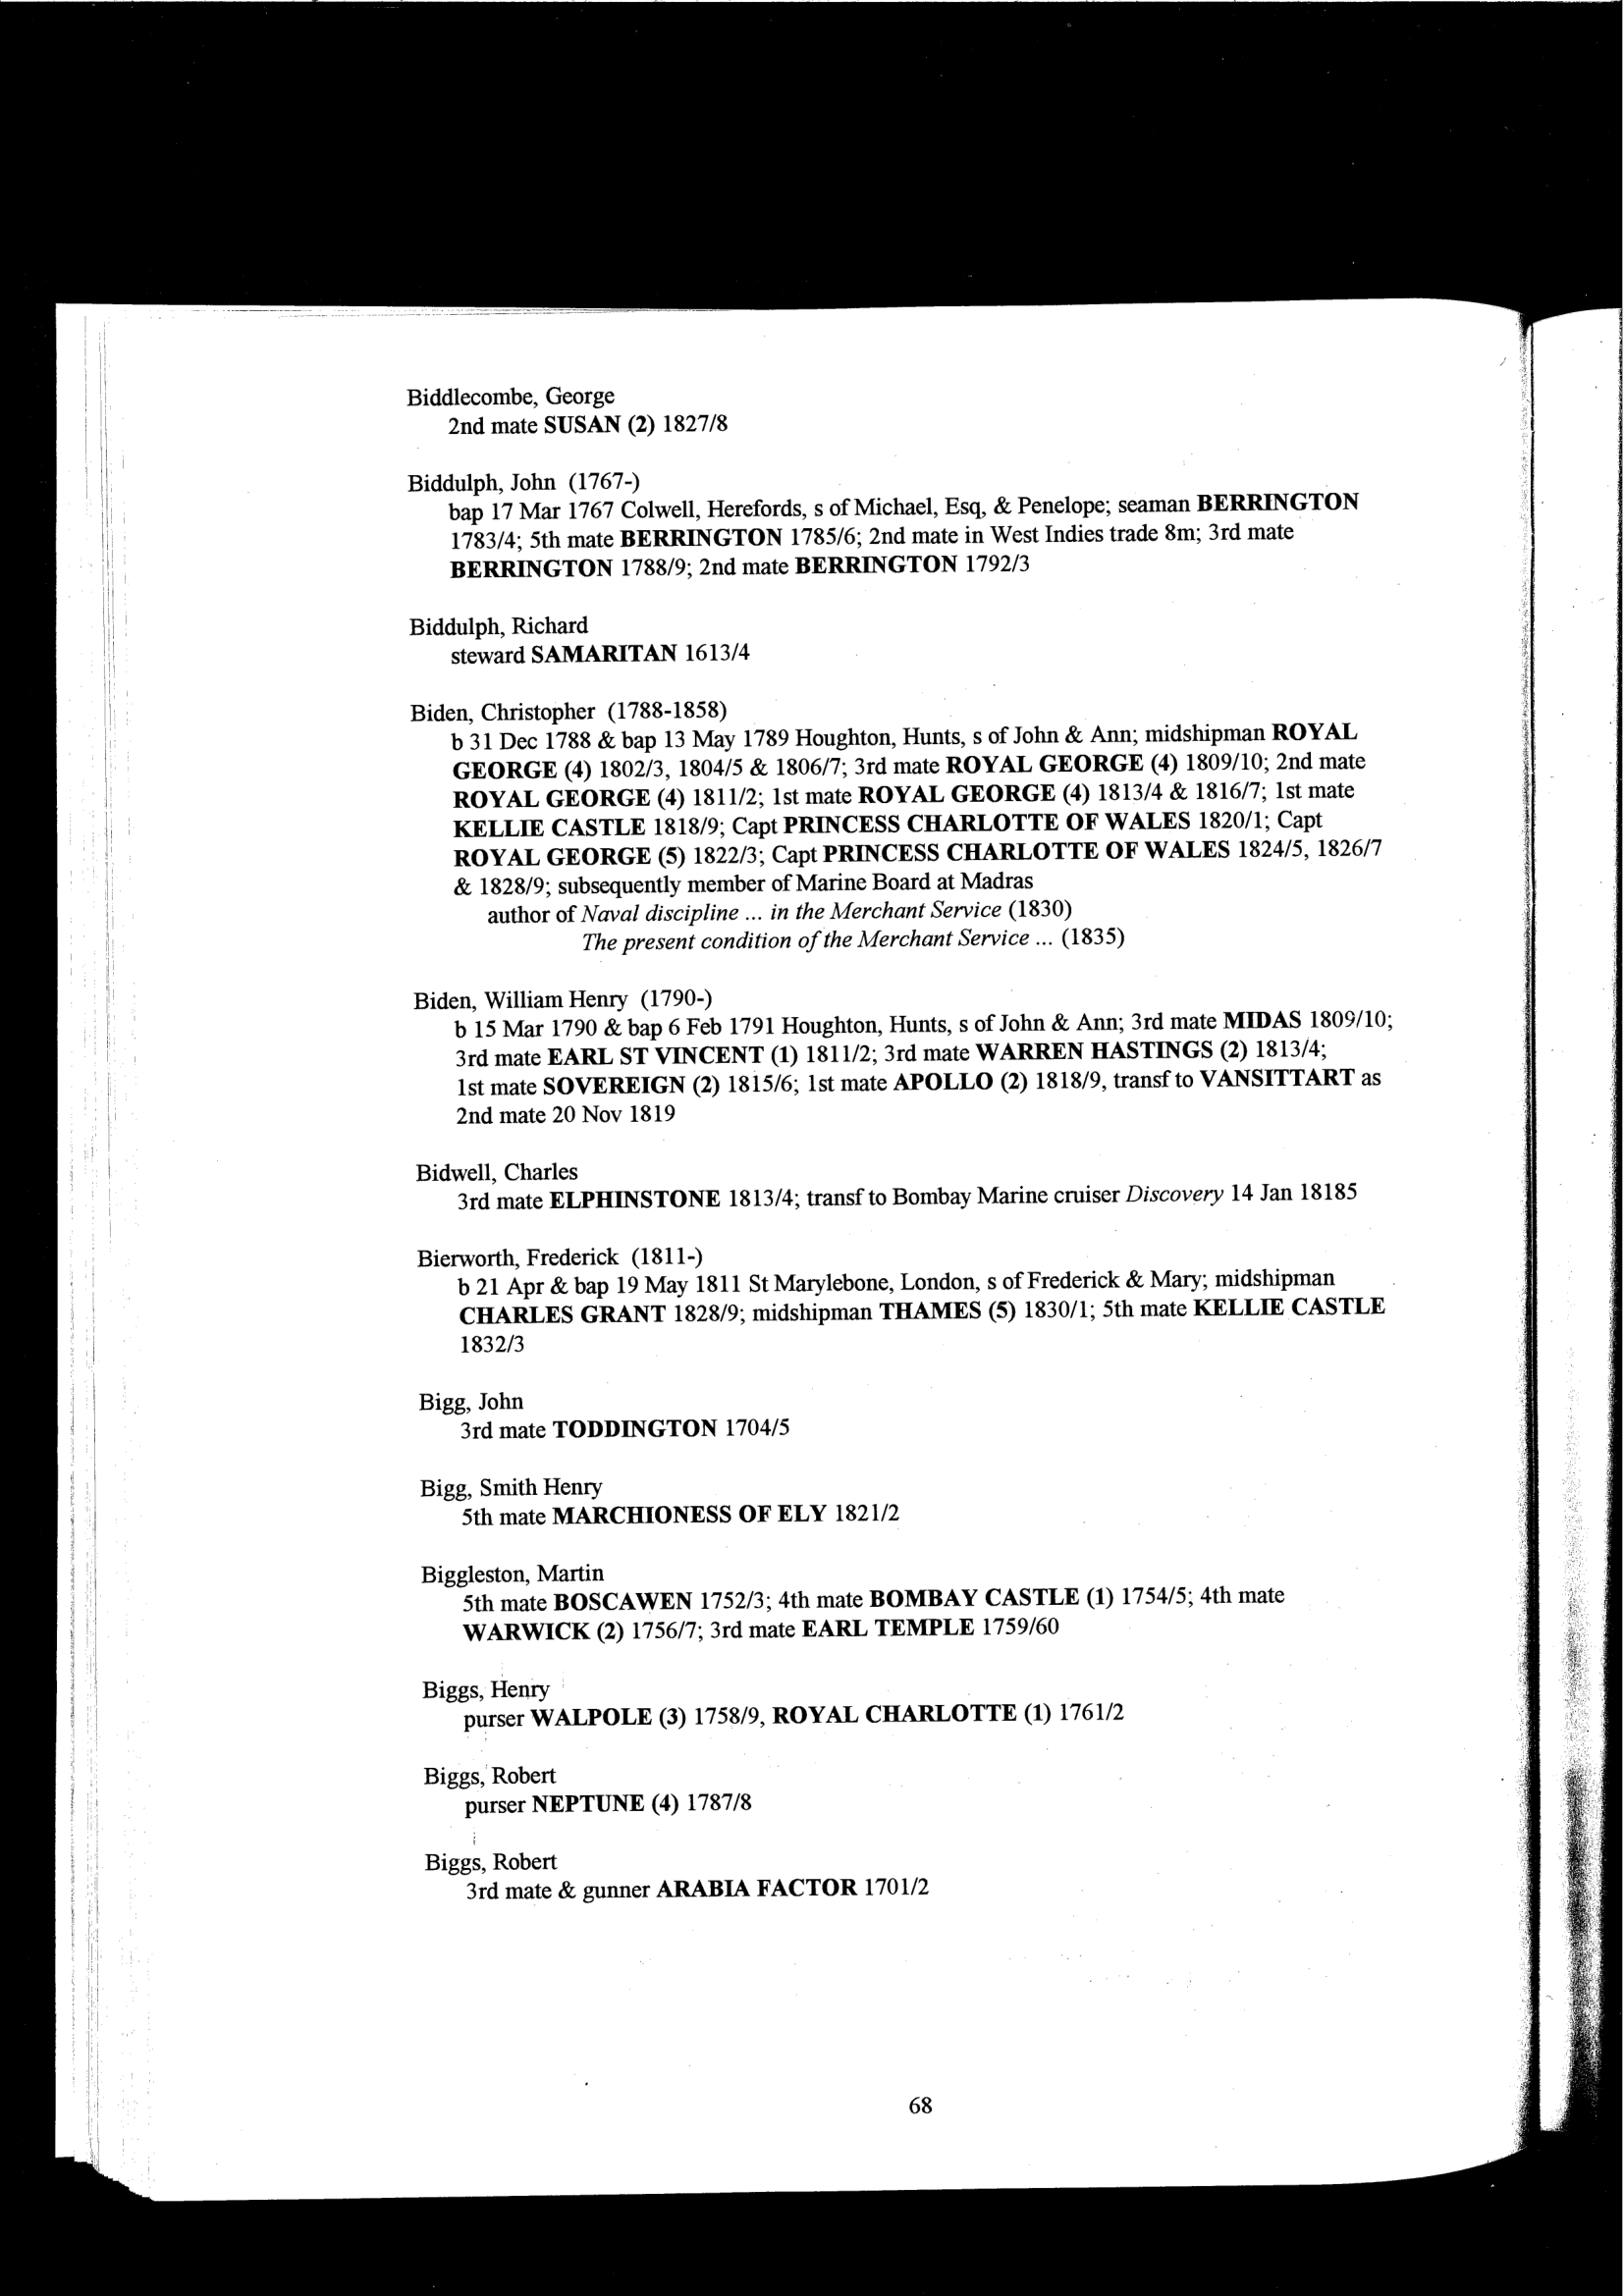 Biddlecombe, George
2nd mate SUSAN (2) 1827/8
Biddulph, John (1767-)
bap 17 Mar 1767 Colwell, Herefords, s of Michael, Esq, & Penelope; seaman BERRINGTON
1783/4; 5th mate BERRINGTON 1785/6; 2nd mate in West Indies trade 8m; 3rd mate
BERRINGTON 1788/9; 2nd mate BERRINGTON 1792/3
Biddulph, Richard
steward SAMARITAN 1613/4
Biden, Christopher (1788-1858)
b 31 Dec 1788 & bap 13 May 1789 Houghton, Hunts, s of John & Ann; midshipman ROYAL
GEORGE (4) 1802/3, 1804/5 & 1806/7; 3rd mate ROYAL GEORGE (4) 1809/10; 2nd mate
ROYAL GEORGE (4) 1811/2; 1st mate ROYAL GEORGE (4) 1813/4 & 1816/7; 1st mate
KELLIE CASTLE 1818/9; Capt PRINCESS CHARLOTTE OF WALES 1820/1; Capt
ROYAL GEORGE (5) 1822/3; Capt PRINCESS CHARLOTTE OF WALES 1824/5, 1826/7
& 1828/9; subsequently member of Marine Board at Madras
author of Naval discipline ... in the Merchant Service (1830)
The present condition of the Merchant Service ... (1835)
Biden, William Henry (1790-)
b 15 Mar 1790 & bap 6 Feb 1791 Houghton, Hunts, s of John & Ann; 3rd mate MIDAS 1809/10;
3rd mate EARL ST VINCENT (1) 1811/2; 3rd mate WARREN HASTINGS (2) 1813/4;
1st mate SOVEREIGN (2) 1815/6; 1st mate APOLLO (2) 1818/9, transf to VANSITTART as
2nd mate 20 Nov 1819
Bidwell, Charles
3rd mate ELPHINSTONE 1813/4; transf to Bombay Marine cruiser Discovery 14 Jan 18185
Bierworth, Frederick (1811-)
b 21 Apr & bap 19 May 1811 St Marylebone, London, s of Frederick & Mary; midshipman
CHARLES GRANT 1828/9; midshipman THAMES (5) 1830/1; 5th mate KELLIE CASTLE
1832/3
Bigg, John
3rd mate TODDINGTON 1704/5
Bigg, Smith Henry
5th mate MARCHIONESS OF ELY 1821/2
Biggleston, Martin
5th mate BOSCAWEN 1752/3; 4th mate BOMBAY CASTLE (1) 1754/5; 4th mate
WARWICK (2) 1756/7; 3rd mate EARL TEMPLE 1759/60
Biggs, Henry
purser WALPOLE (3) 1758/9, ROYAL CHARLOTTE (1) 1761/2
Biggs, Robert
purser NEPTUNE (4) 1787/8
Biggs, Robert
3rd mate & gunner ARABIA FACTOR 1701/2
68